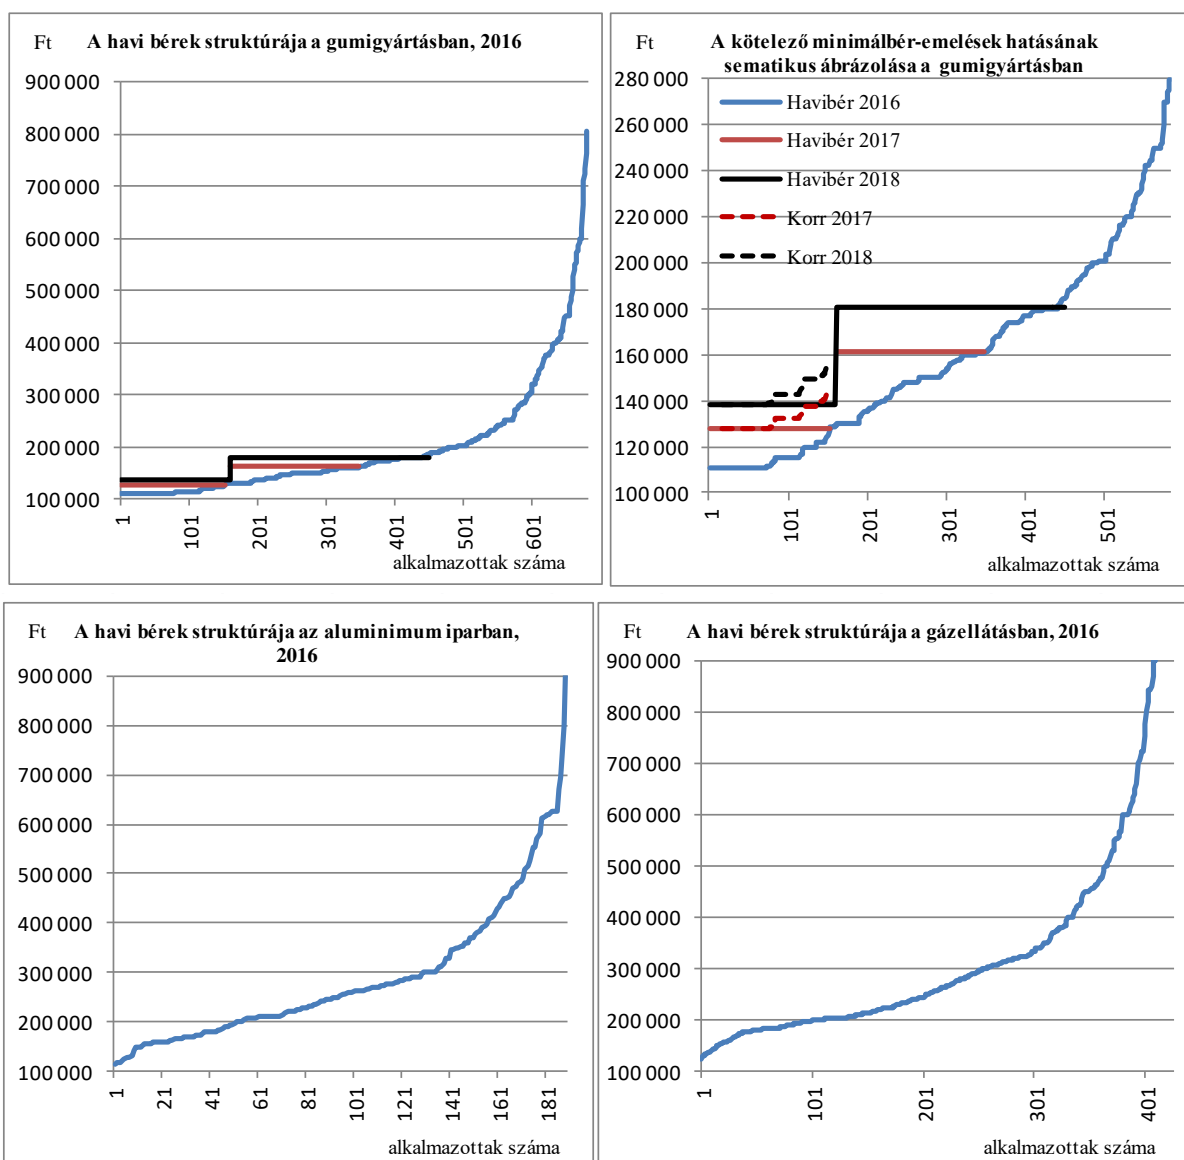 Ft A havi bérek struktúrája a gumigyártásban, 2016
900 000
800 000
700 000
600 000
500 000
400 000
300 000
200 000
100 000
1 101 201 301 401 501 601
alkalmazottak száma
Ft A kötelező minimálbér-emelések hatásának
sematikus ábrázolása a gumigyártásban
280 000
260 000
240 000
220 000
200 000
180 000
160 000
140 000
120 000
100 000
Havibér 2016
Havibér 2017
Havibér 2018
Korr 2017
Korr 2018
1 101 201 301 401 501
alkalmazottak száma
Ft A havi bérek struktúrája az aluminimum iparban,
2016
900 000
800 000
700 000
600 000
500 000
400 000
300 000
200 000
100 000
1 21 41 61 81 101 121 141 161 181
alkalmazottak száma
Ft A havi bérek struktúrája a gázellátásban, 2016
900 000
800 000
700 000
600 000
500 000
400 000
300 000
200 000
100 000
1 101 201 301 401
alkalmazottak száma